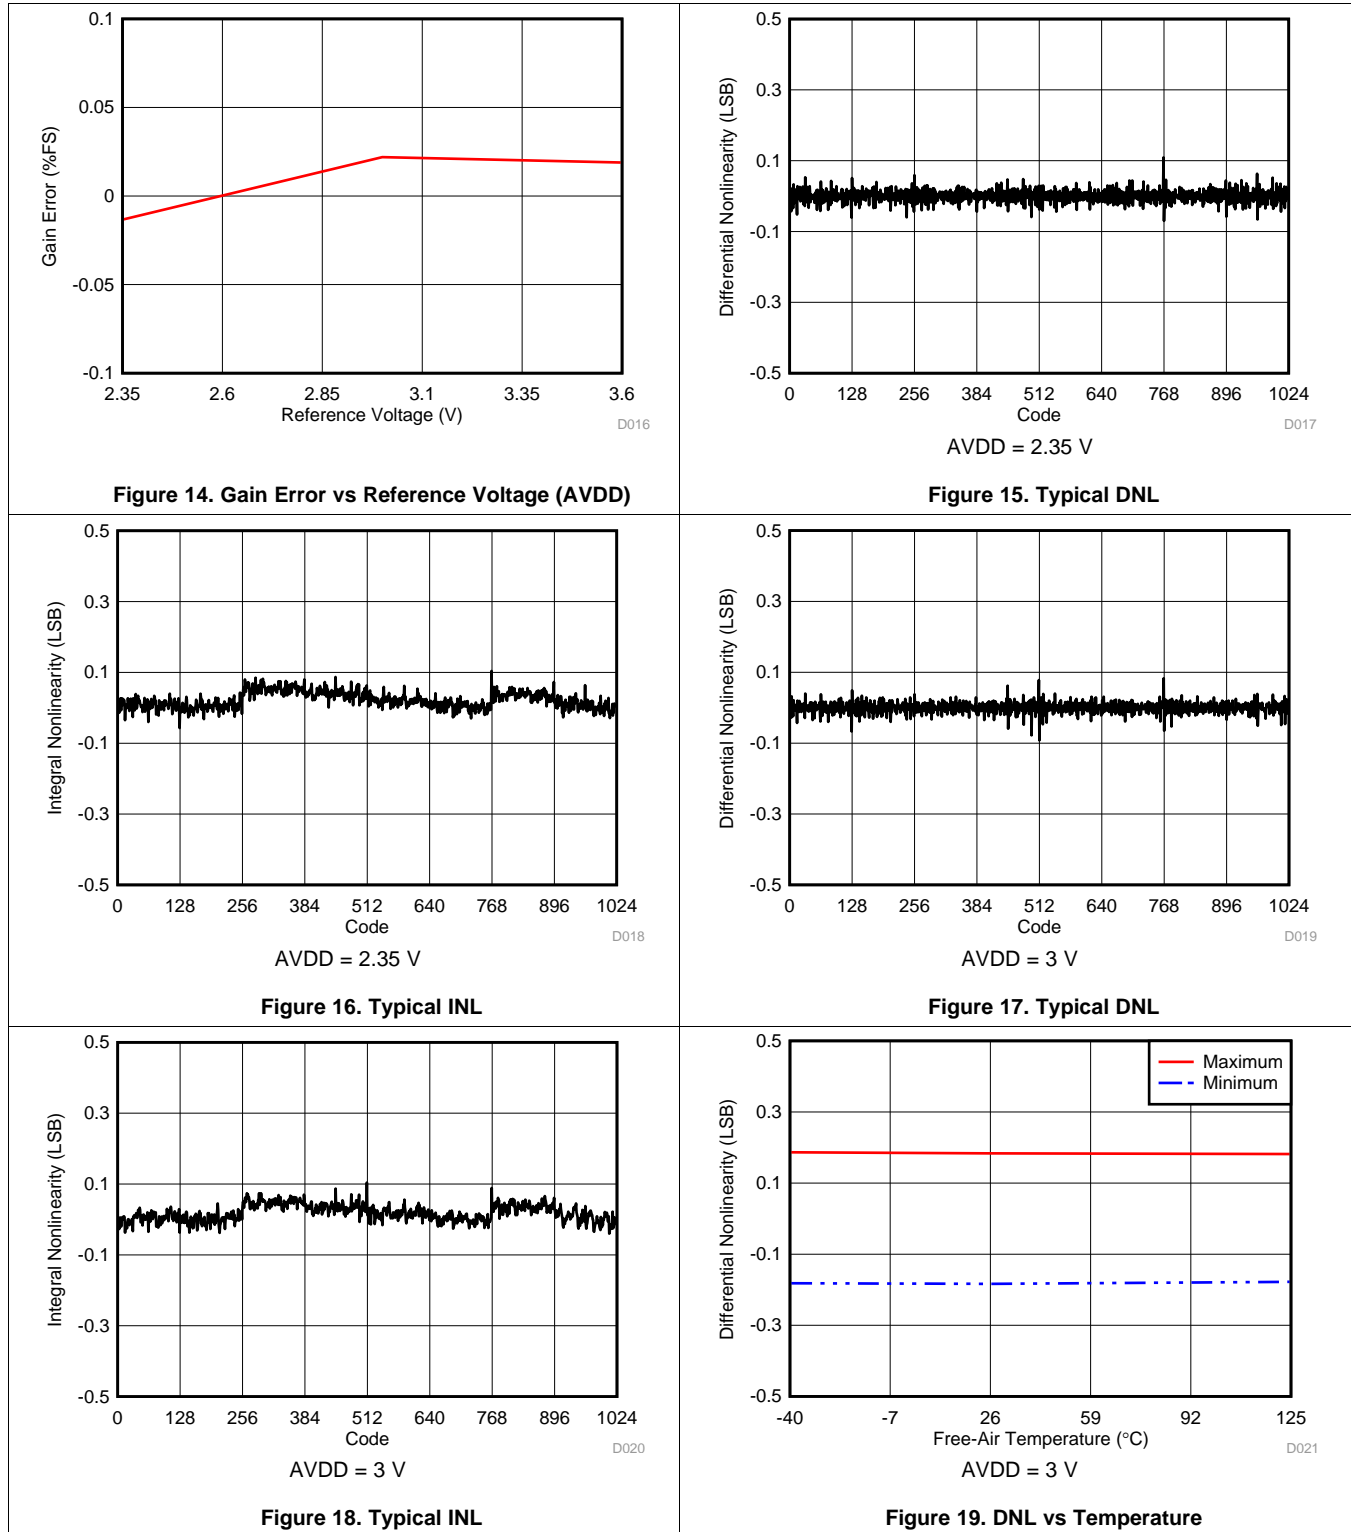 0.1
0.05
0
-0.05
-0.1
Gain Error (%FS)
2.35 2.6 2.85 3.1 3.35 3.6
Reference Voltage (V)
D016
Figure 14. Gain Error vs Reference Voltage (AVDD)
0.5
0.3
0.1
-0.1
-0.3
-0.5
Differential Nonlinearity (LSB)
0 128 256 384 512 640 768 896 1024
Code
D017
AVDD = 2.35 V
Figure 15. Typical DNL
0.5
0.3
0.1
-0.1
-0.3
-0.5
Integral Nonlinearity (LSB)
0 128 256 384 512 640 768 896 1024
Code
D018
AVDD = 2.35 V
Figure 16. Typical INL
0.5
0.3
0.1
-0.1
-0.3
-0.5
Differential Nonlinearity (LSB)
0 128 256 384 512 640 768 896 1024
Code
D019
AVDD = 3 V
Figure 17. Typical DNL
0.5
0.3
0.1
-0.1
-0.3
-0.5
Integral Nonlinearity (LSB)
0 128 256 384 512 640 768 896 1024
Code
D020
AVDD = 3 V
Figure 18. Typical INL
0.5
0.3
0.1
-0.1
-0.3
-0.5
Differential Nonlinearity (LSB)
Maximum
Minimum
-40 -7 26 59 92 125
Free-Air Temperature (°C)
D021
AVDD = 3 V
Figure 19. DNL vs Temperature